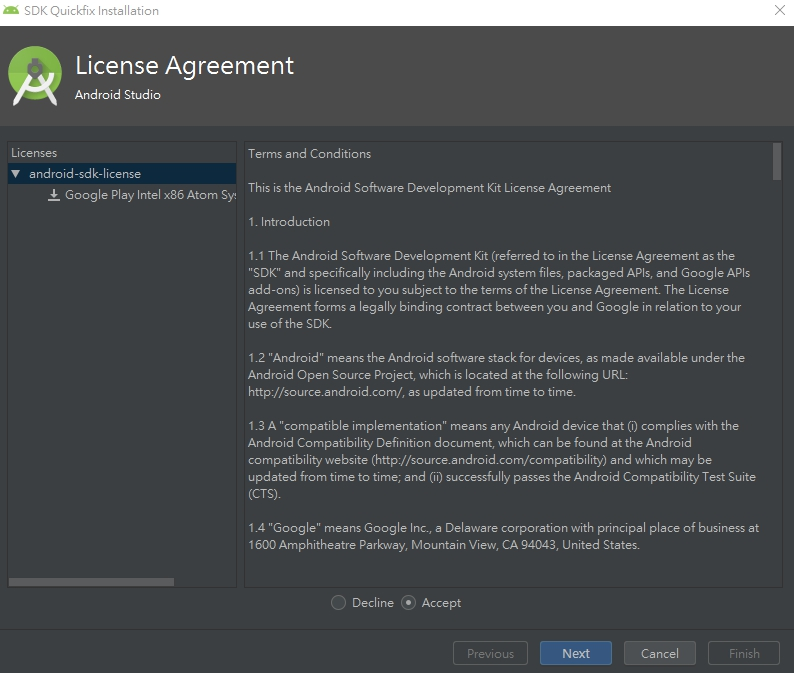 SDK Quickfix Installation
License Agreement
Android Studio
Licenses
android-sdk-license
Google Play Intel x86 Atom Sy
Terms and Conditions
This is the Android Software Development Kit License Agreement
1. Introduction
1.1 The Android Software Development Kit (referred to in the License Agreement as the
"SDK" and specifically including the Android system files, packaged APIs, and Google APIs
add-ons) is licensed to you subject to the terms of the License Agreement. The License
Agreement forms a legally binding contract between you and Google in relation to your
use of the SDK.
1.2 "Android" means the Android software stack for devices, as made available under the
Android Open Source Project, which is located at the following URL:
http://source.android.com/, as updated from time to time.
1.3 A "compatible implementation" means any Android device that (i) complies with the
Android Compatibility Definition document, which can be found at the Android
compatibility website (http://source.android.com/compatibility) and which may be
updated from time to time; and (ii) successfully passes the Android Compatibility Test Suite
(CTS).
1.4 "Google" means Google Inc., a Delaware corporation with principal place of business at
1600 Amphitheatre Parkway, Mountain View, CA 94043, United States.
Decline Accept
Previous Next Cancel Finish